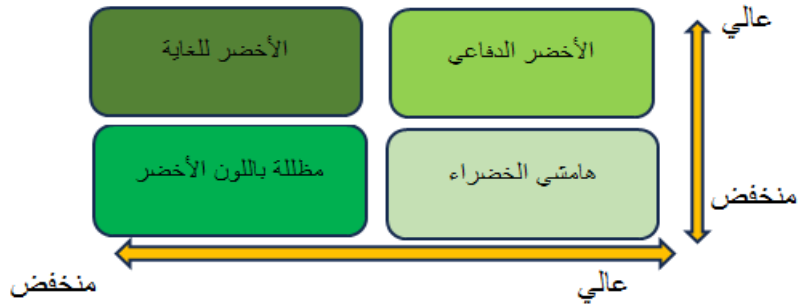 عالي
الأخضر الدفاعي
الأخضر للغاية
هامشي الخضراء
مظللة باللون الأخضر
منخفض
عالي
منخفض